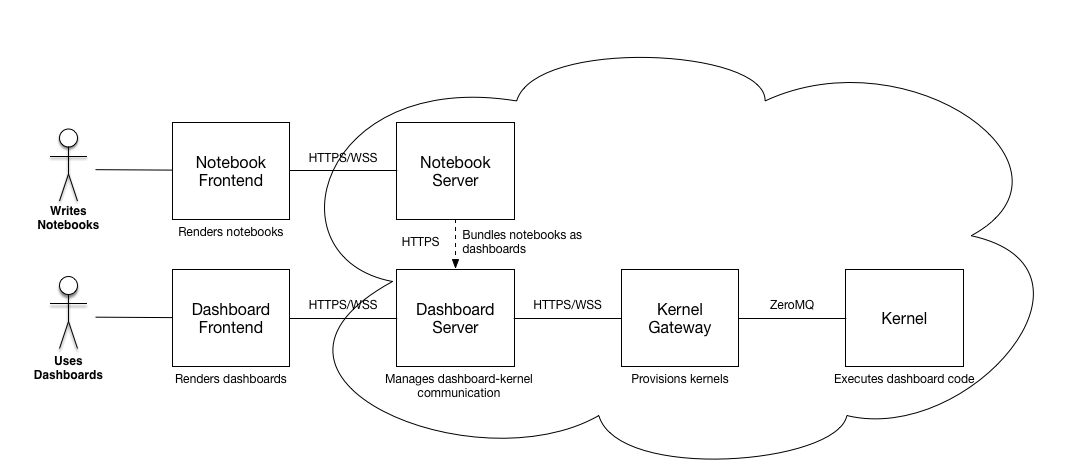 Notebook
Frontend
HTTPS/WSS
Notebook
Server
Writes
Notebooks
Renders notebooks
HTTPS
Bundles notebooks as
dashboards
Dashboard
Frontend
HTTPS/WSS
Dashboard
Server
HTTPS/WSS
Kernel
Gateway
ZeroMQ
Kernel
Uses
Dashboards
Renders dashboards
Manages dashboard-kernel
communication
Provisions kernels
Executes dashboard code